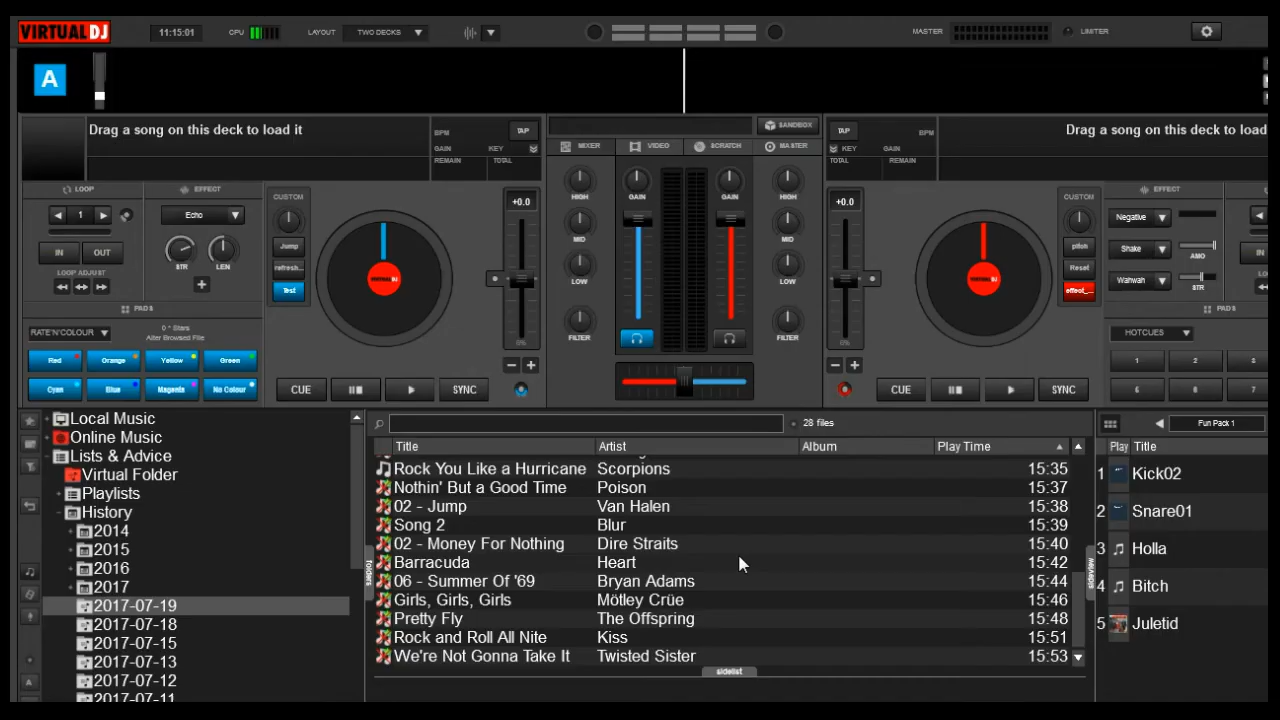 VIRTUALDJ
11:15:01
CPU
LAYOUT
TWO DECKS
MASTER
LIMITER
A
Drag a song on this deck to load it
BPM
TAP
GAIN
KEY
REMAIN
TOTAL
SANDBOX
MIXER
VIDEO
SCRATCH
MASTER
TAP
BPM
KEY
GAIN
TOTAL
REMAIN
Drag a song on this deck to load
LOOP
EFFECT
1
Echo
IN
OUT
STR
LEN
LOOP ADJUST
CUSTOM
Jump
refresh...
Test
VIRTUALDJ
+0.0
0%
HIGH
MID
LOW
FILTER
GAIN
GAIN
HIGH
MID
LOW
FILTER
+0.0
0%
VIRTUALDJ
CUSTOM
pitch
Reset
effect_...
EFFECT
Negative
Shake
AMO
Wahwah
STR
IN
PADS
RATE'N'COLOUR
0 * Stars
Alter Browsed File
Red
Orange
Yellow
Green
Cyan
Blue
Magenta
No Colour
CUE
SYNC
CUE
SYNC
PADS
HOTCUES
1
2
3
6
6
7
Local Music
Online Music
Lists & Advice
Virtual Folder
Playlists
History
2014
2015
2016
2017
2017-07-19
2017-07-18
2017-07-15
2017-07-13
2017-07-12
2017-07-11
folders
28 files
Title Artist Album Play Time
Rock You Like a Hurricane Scorpions 15:35
Nothin' But a Good Time Poison 15:37
02 - Jump Van Halen 15:38
Song 2 Blur 15:39
02 - Money For Nothing Dire Straits 15:40
Barracuda Heart 15:42
06 - Summer Of '69 Bryan Adams 15:44
Girls, Girls, Girls Mötley Crüe 15:46
Pretty Fly The Offspring 15:48
Rock and Roll All Nite Kiss 15:51
We're Not Gonna Take It Twisted Sister 15:53
sidelist
Fun Pack 1
Play Title
1 Kick02
2 Snare01
3 Holla
4 Bitch
5 Juletid
A